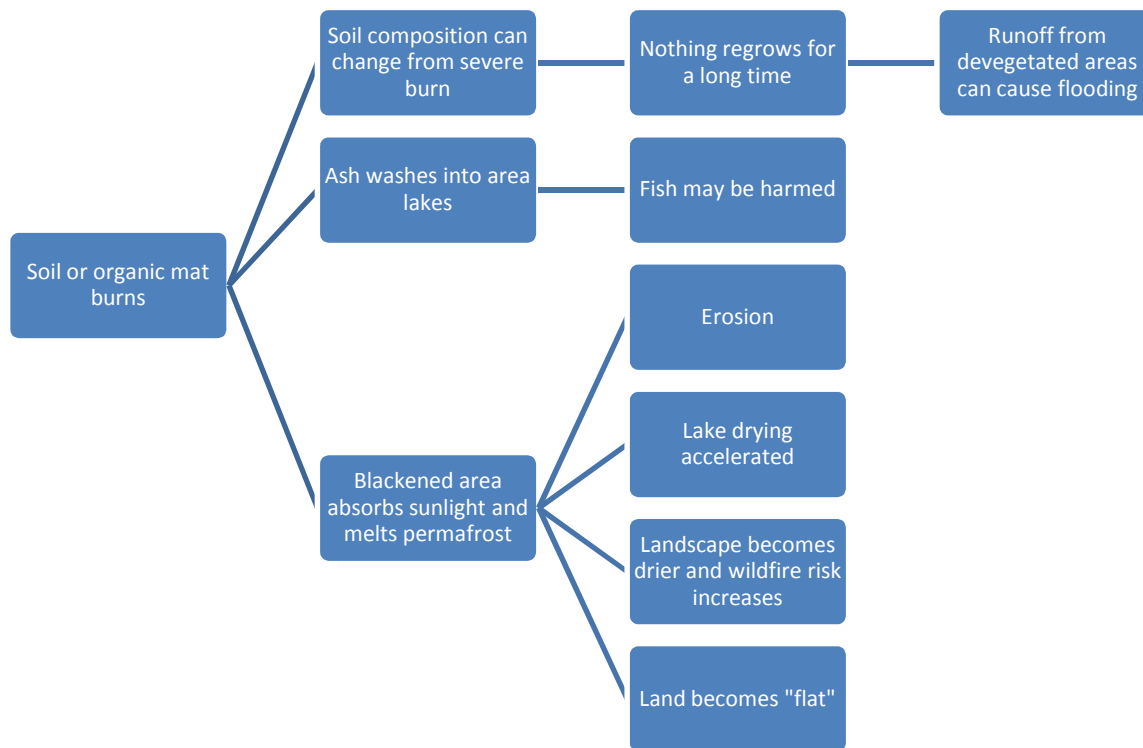 Soil composition can
change from severe
burn
Nothing regrows for
a long time
Runoff from
devegetated areas
can cause flooding
Ash washes into area
lakes
Fish may be harmed
Soil or organic mat
burns
Erosion
Lake drying
accelerated
Blackened area
absorbs sunlight and
melts permafrost
Landscape becomes
drier and wildfire risk
increases
Land becomes "flat"